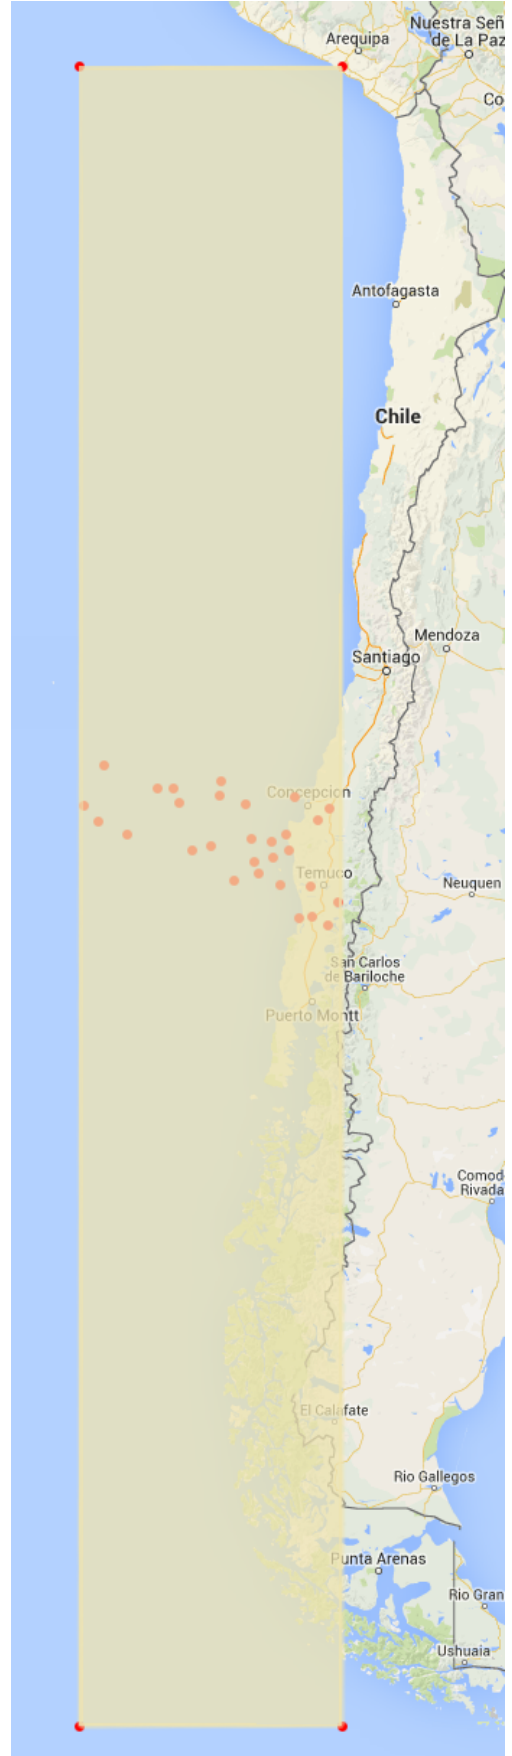 Nuestra Señ
de La Paz
Arequipa
Co
Antofagasta
Chile
Mendoza
Santiago
Concepcion
Temuco
Neuquen
San Carlos
de Bariloche
Puerto Montt
Comod
Rivada
El Calafate
Rio Gallegos
Punta Arenas
Rio Gran
Ushuaia